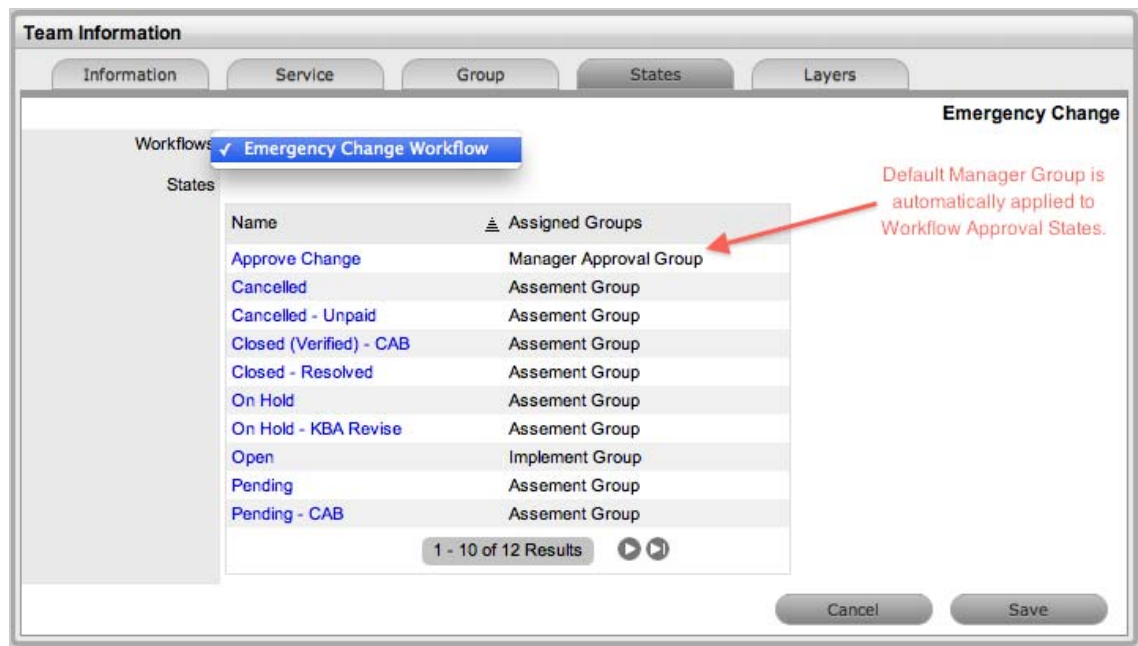 Team Information
Information Service Group States Layers
Emergency Change
Workflows ✓ Emergency Change Workflow
States
Default Manager Group is
automatically applied to
Workflow Approval States.
Name Assigned Groups
Approve Change Manager Approval Group
Cancelled Assement Group
Cancelled - Unpaid Assement Group
Closed (Verified) - CAB Assement Group
Closed - Resolved Assement Group
On Hold Assement Group
On Hold - KBA Revise Assement Group
Open Implement Group
Pending Assement Group
Pending - CAB Assement Group
1 - 10 of 12 Results
Cancel Save